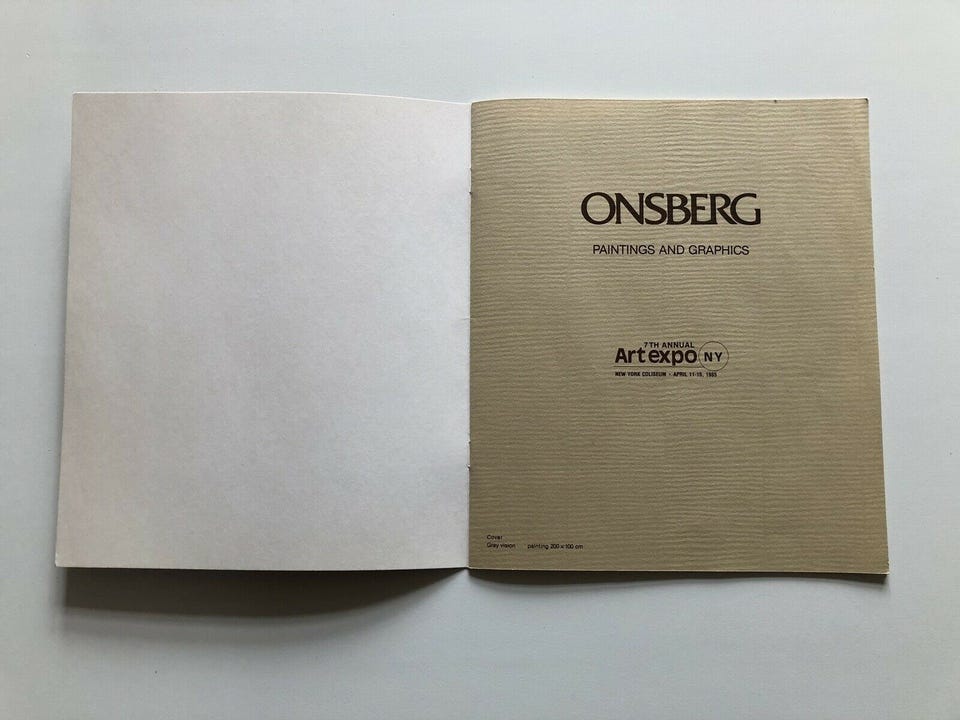 ONSBERG
PAINTINGS AND GRAPHICS
7TH ANNUAL
Artexpo NY
NEW YORK COLISEUM - APRIL 11-15, 1985
Cover
Gray vision painting 200 x 100 cm